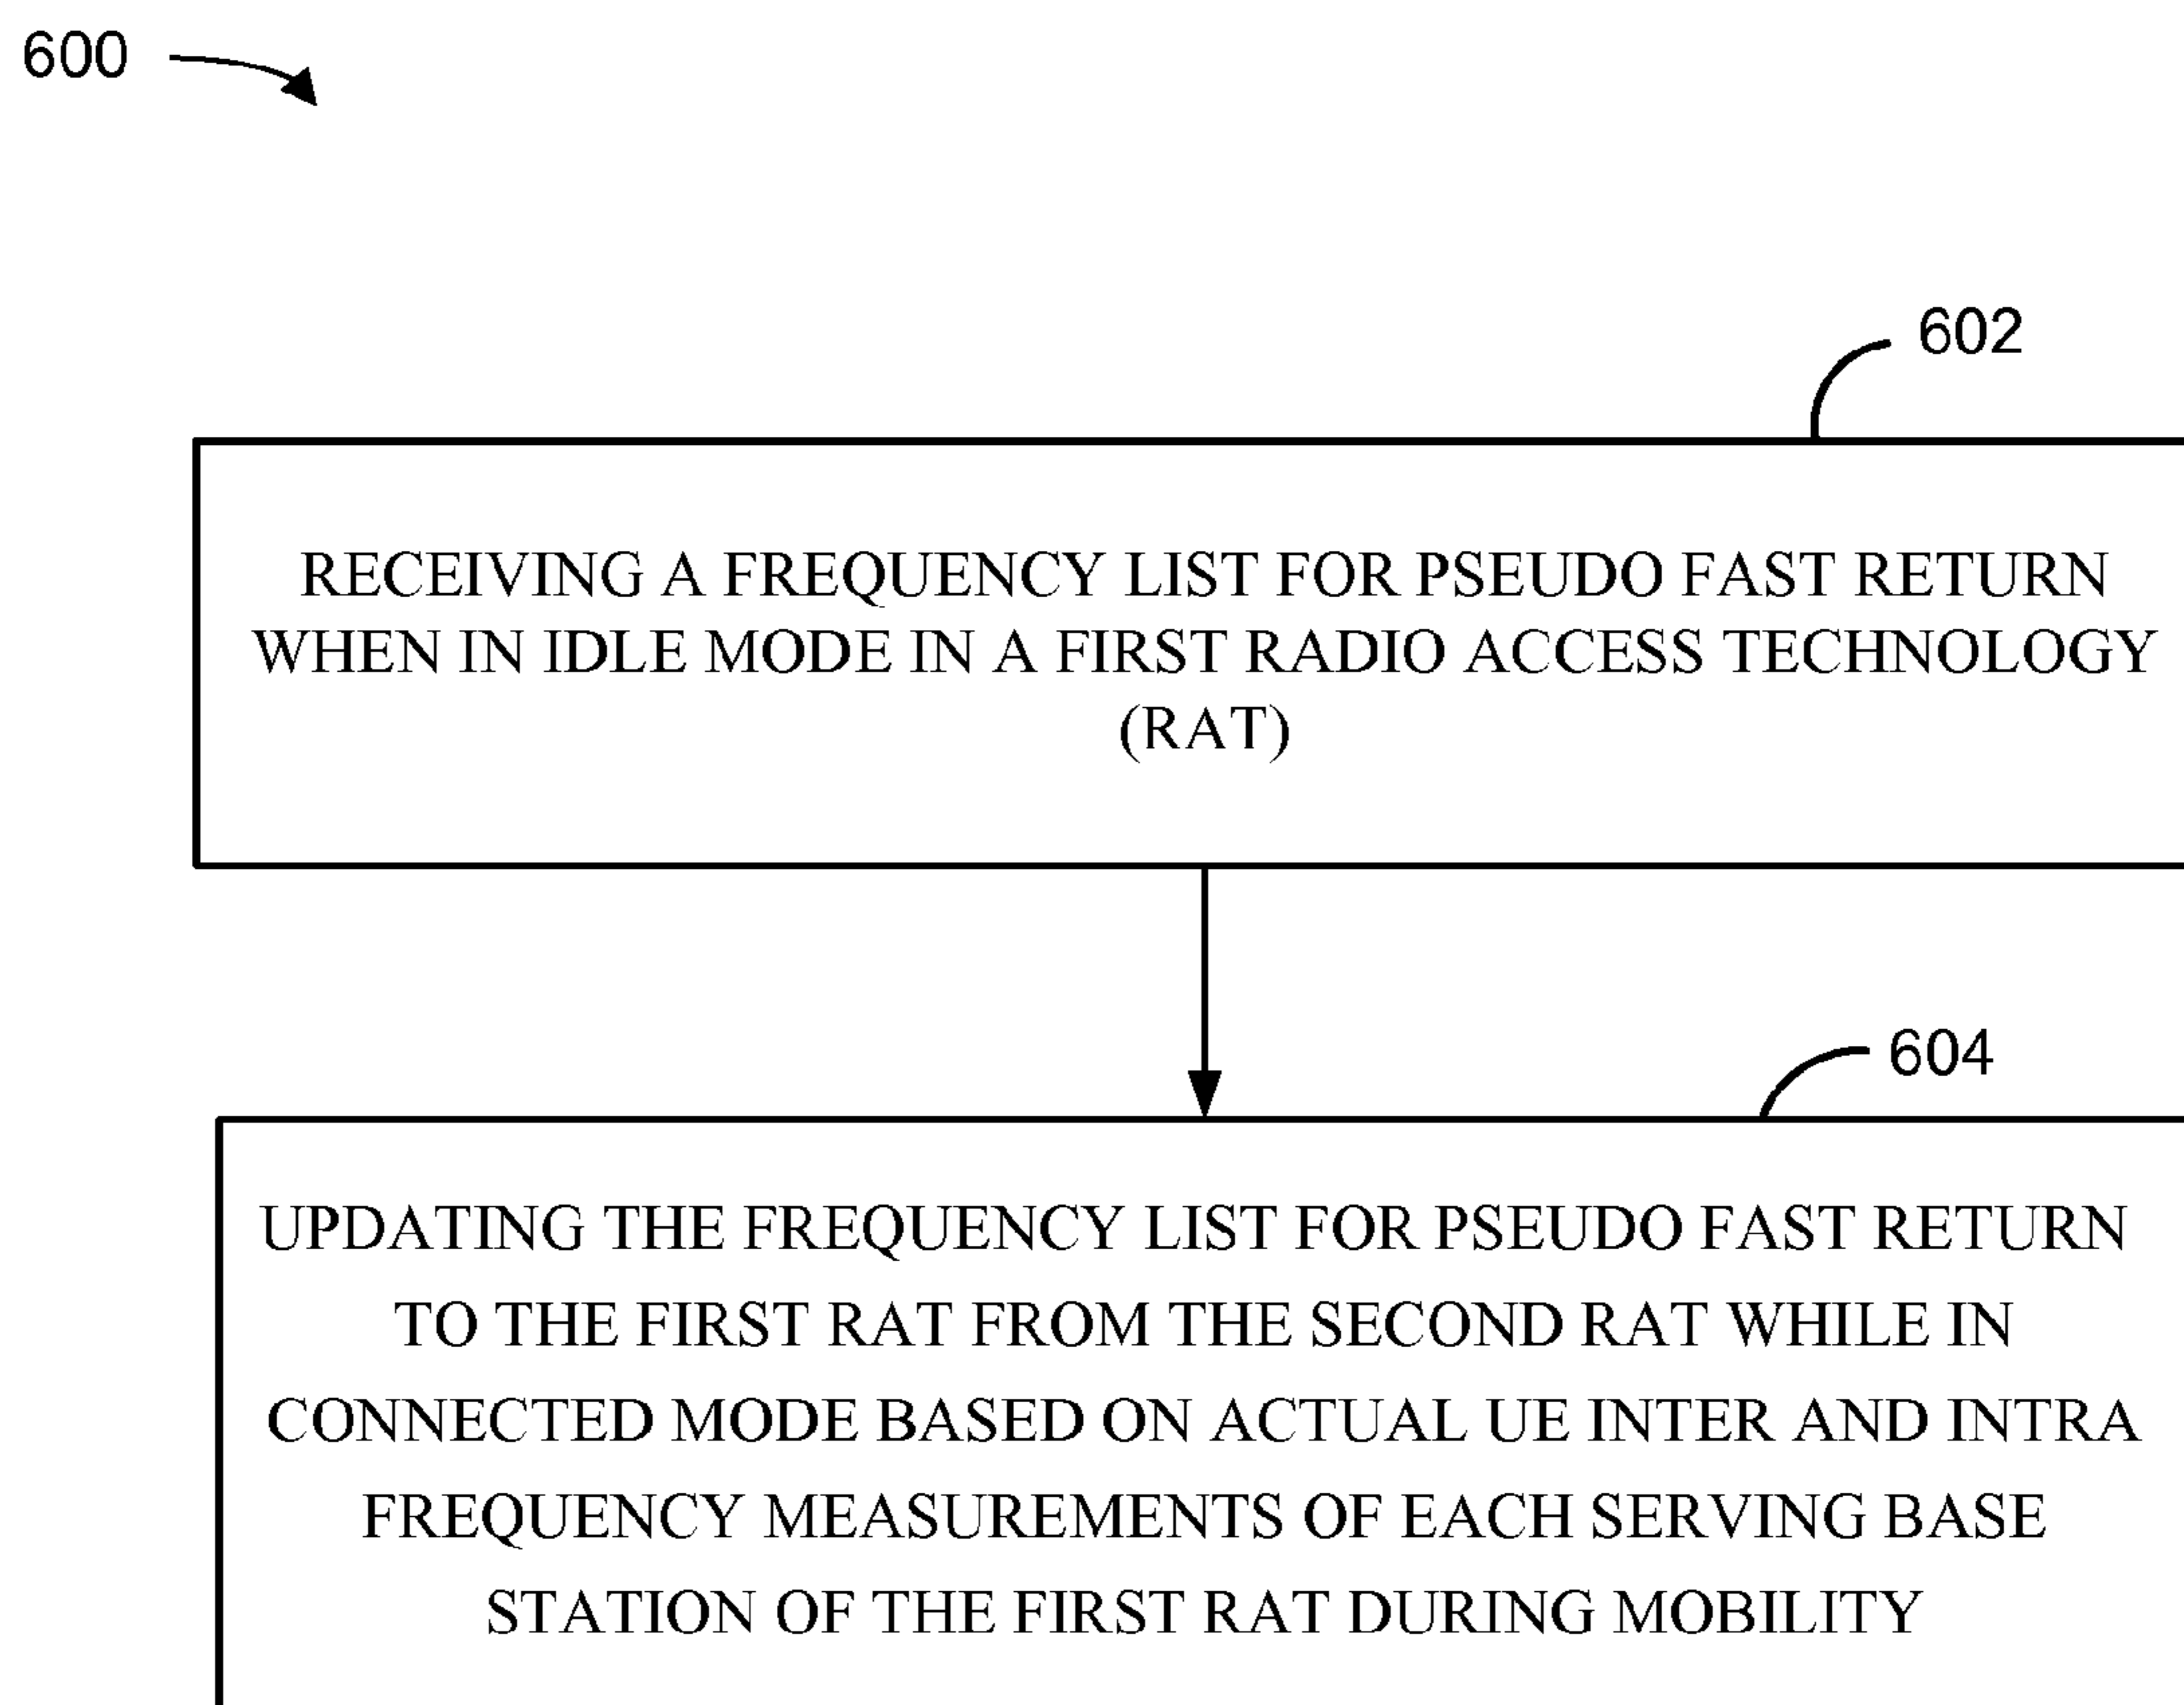 600
602
RECEIVING A FREQUENCY LIST FOR PSEUDO FAST RETURN
WHEN IN IDLE MODE IN A FIRST RADIO ACCESS TECHNOLOGY
(RAT)
604
UPDATING THE FREQUENCY LIST FOR PSEUDO FAST RETURN
TO THE FIRST RAT FROM THE SECOND RAT WHILE IN
CONNECTED MODE BASED ON ACTUAL UE INTER AND INTRA
FREQUENCY MEASUREMENTS OF EACH SERVING BASE
STATION OF THE FIRST RAT DURING MOBILITY